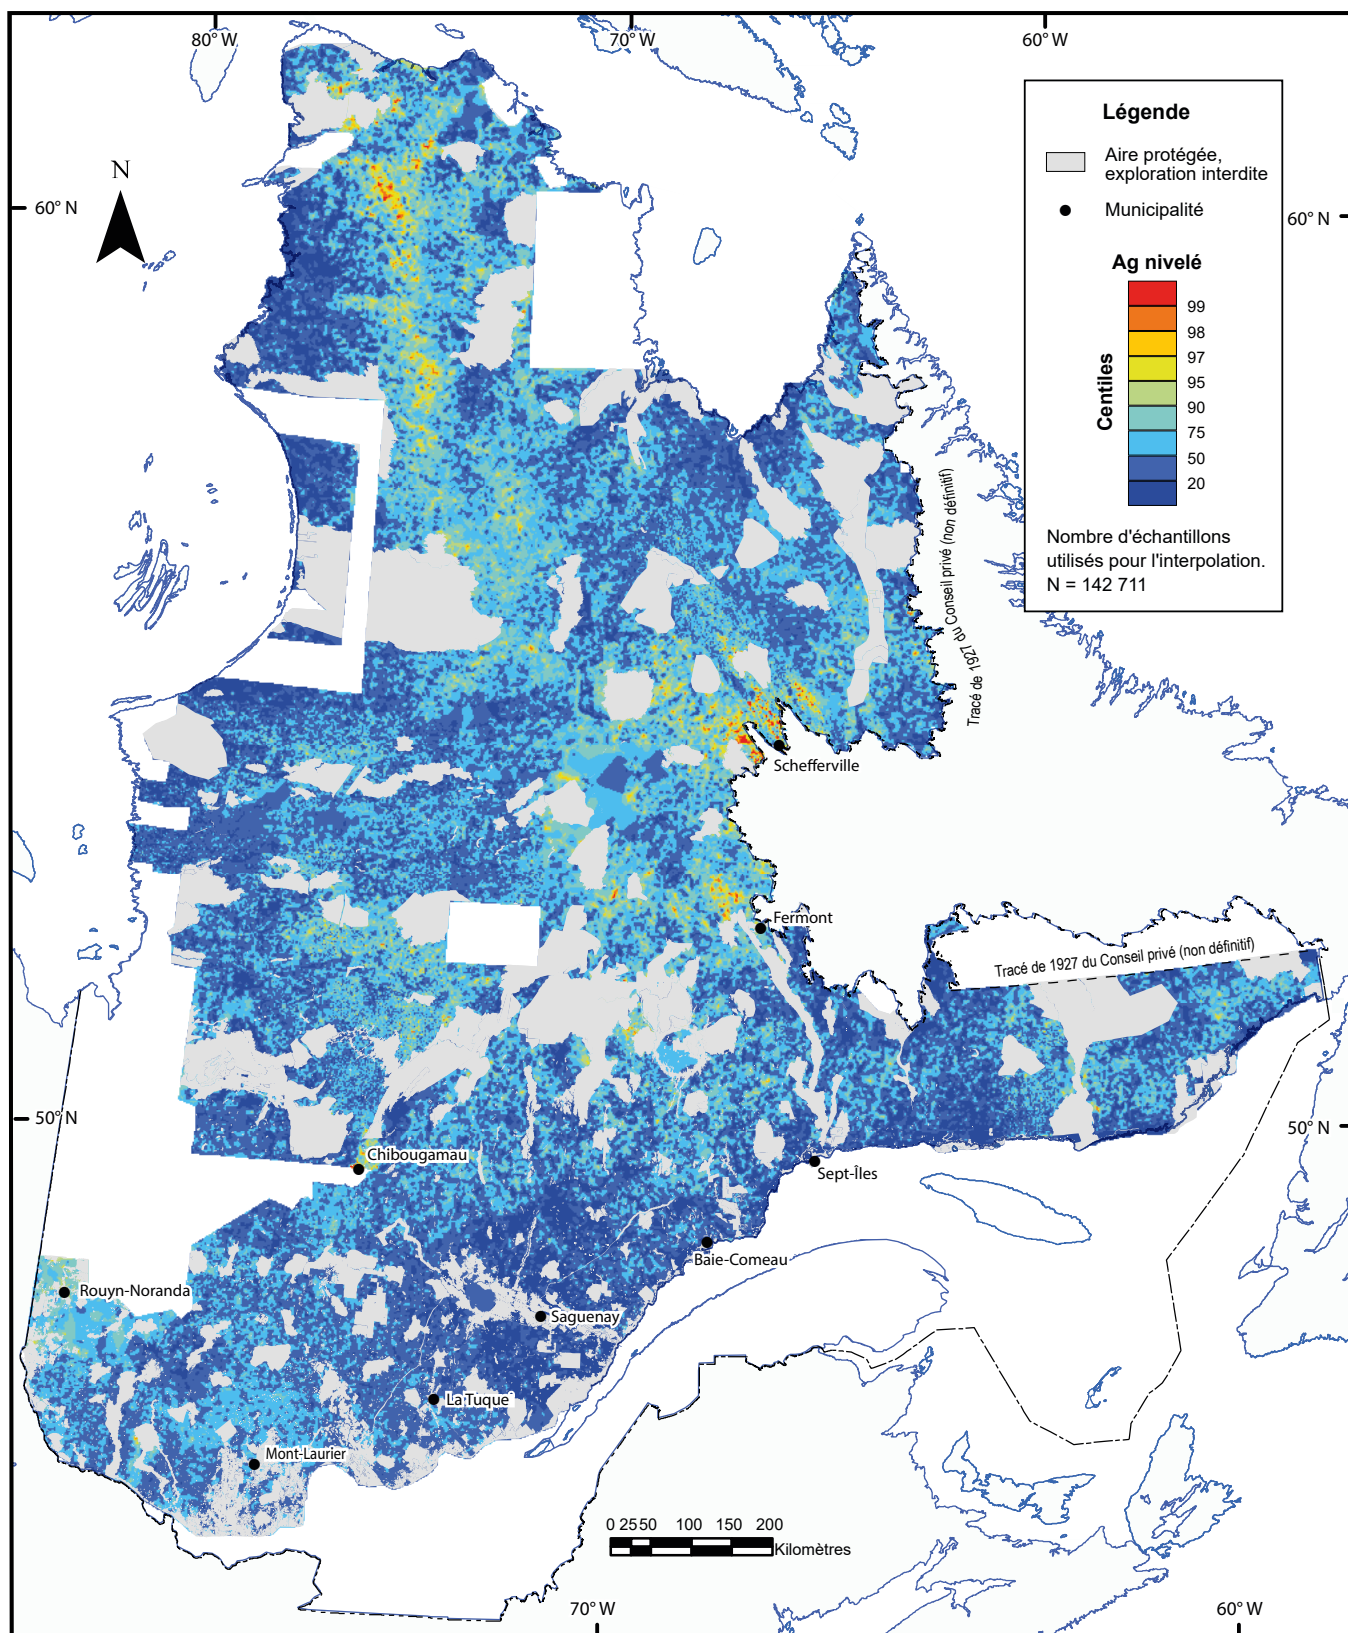 80° W
70° W
60° W
Légende
Aire protégée,
exploration interdite
Municipalité
N
60° N
60° N
Ag nivelé
Centiles
99
98
97
95
90
75
50
20
Nombre d'échantillons
utilisés pour l'interpolation.
N = 142 711
Tracé de 1927 du Conseil privé (non définitif)
Schefferville
Fermont
Tracé de 1927 du Conseil privé (non définitif)
50° N
50° N
Chibougamau
Sept-Îles
Baie-Comeau
Rouyn-Noranda
Saguenay
La Tuque
Mont-Laurier
0 25 50 100 150 200
Kilomètres
70° W
60° W